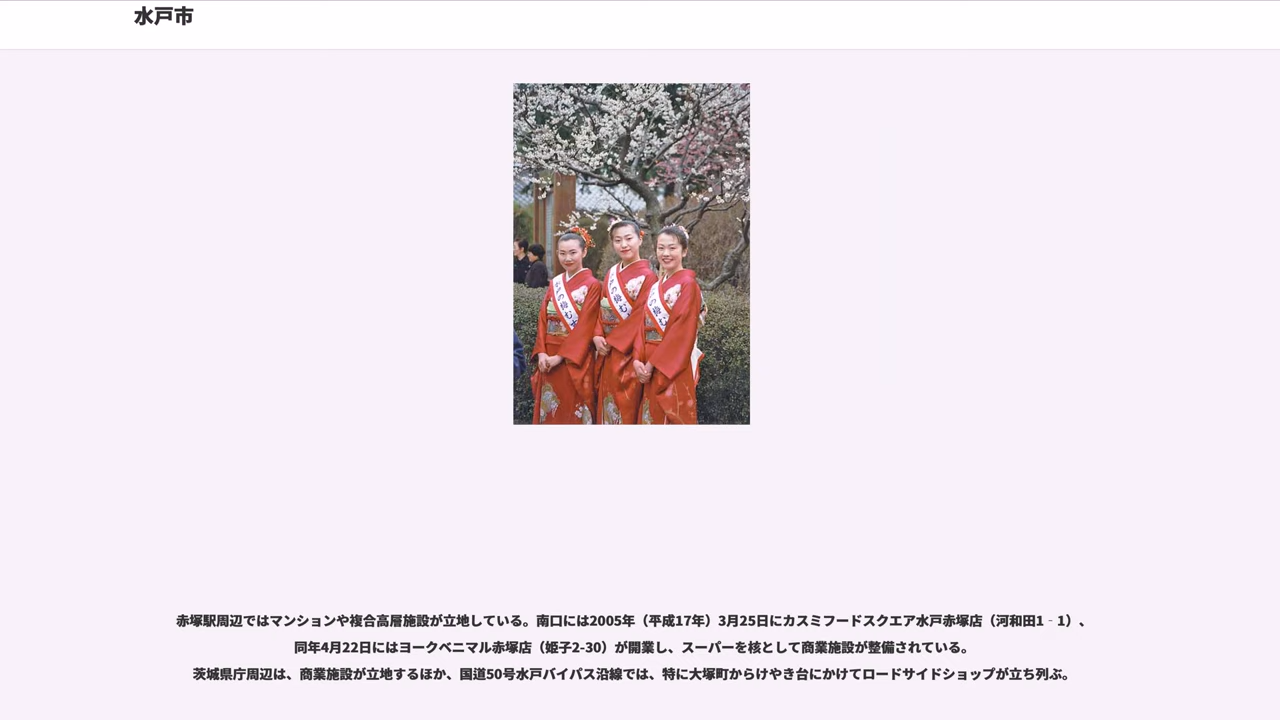 水戸市
赤塚駅周辺ではマンションや複合高層施設が立地している。南口には2005年（平成17年）3月25日にカスミフードスクエア水戸赤塚店（河和田1‐1）、
同年4月22日にはヨークベニマル赤塚店（姫子2-30）が開業し、スーパーを核として商業施設が整備されている。
茨城県庁周辺は、商業施設が立地するほか、国道50号水戸バイパス沿線では、特に大塚町からけやき台にかけてロードサイドショップが立ち列ぶ。